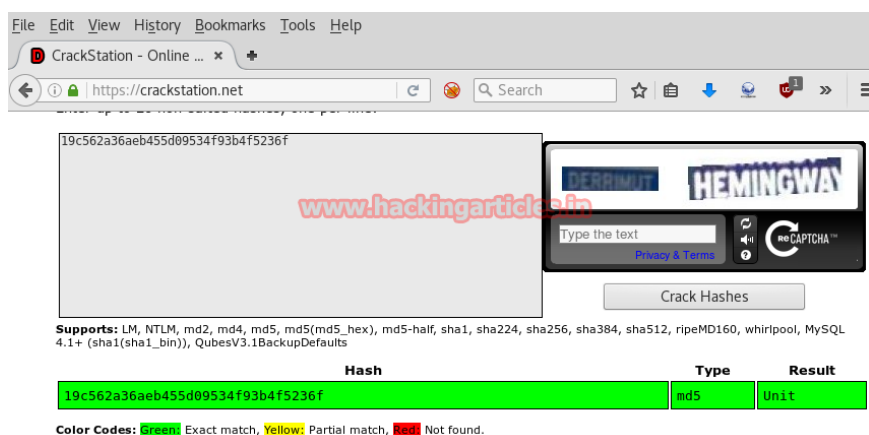 File Edit View History Bookmarks Tools Help
CrackStation - Online ...
https://crackstation.net
Search
1
19c562a36aeb455d09534f93b4f5236f
DERRIMUT HEMINGWAY
www.hackingarticles.in
Type the text
Privacy & Terms
reCAPTCHA™
Crack Hashes
Supports: LM, NTLM, md2, md4, md5, md5(md5_hex), md5-half, sha1, sha224, sha256, sha384, sha512, ripeMD160, whirlpool, MySQL
4.1+ (sha1(sha1_bin)), QubesV3.1BackupDefaults
Hash Type Result
19c562a36aeb455d09534f93b4f5236f md5 Unit
Color Codes: Green: Exact match, Yellow: Partial match, Red: Not found.